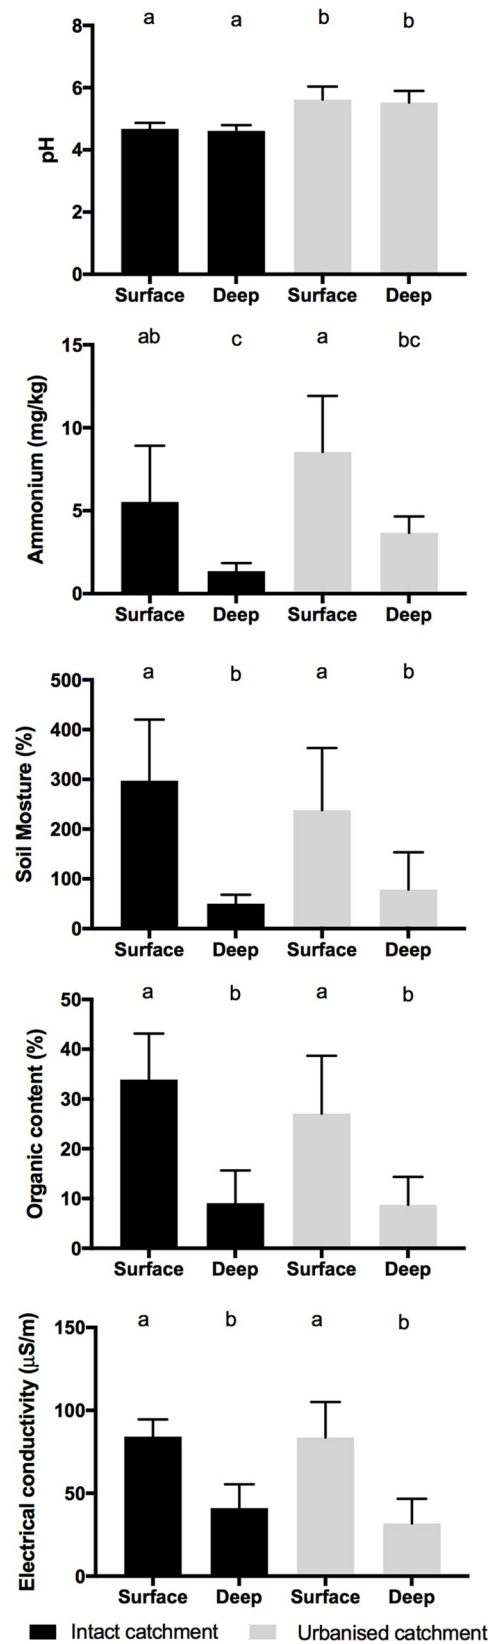 a a b b
8
6
4
2
0
pH
Surface Deep Surface Deep
ab c a bc
15
10
5
0
Ammonium (mg/kg)
Surface Deep Surface Deep
a b a b
500
400
300
200
100
0
Soil Mosture (%)
Surface Deep Surface Deep
a b a b
50
40
30
20
10
0
Organic content (%)
Surface Deep Surface Deep
a b a b
150
100
50
0
Electrical conductivity (µS/m)
Surface Deep Surface Deep
Intact catchment Urbanised catchment